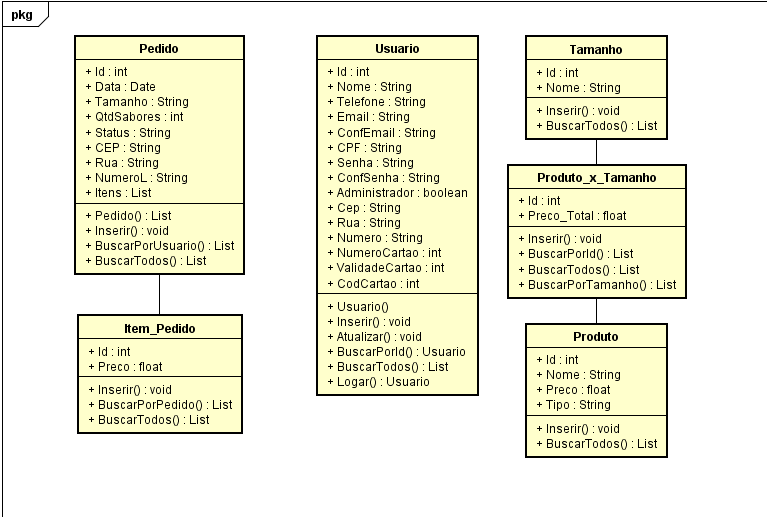 pkg
Pedido
+ Id : int
+ Data : Date
+ Tamanho : String
+ QtdSabores : int
+ Status : String
+ CEP : String
+ Rua : String
+ NumeroL : String
+ Itens : List
+ Pedido() : List
+ Inserir() : void
+ BuscarPorUsuario() : List
+ BuscarTodos() : List
Item_Pedido
+ Id : int
+ Preco : float
+ Inserir() : void
+ BuscarPorPedido() : List
+ BuscarTodos() : List
Usuario
+ Id : int
+ Nome : String
+ Telefone : String
+ Email : String
+ ConfEmail : String
+ CPF : String
+ Senha : String
+ ConfSenha : String
+ Administrador : boolean
+ Cep : String
+ Rua : String
+ Numero : String
+ NumeroCartao : int
+ ValidadeCartao : int
+ CodCartao : int
+ Usuario()
+ Inserir() : void
+ Atualizar() : void
+ BuscarPorId() : Usuario
+ BuscarTodos() : List
+ Logar() : Usuario
Tamanho
+ Id : int
+ Nome : String
+ Inserir() : void
+ BuscarTodos() : List
Produto_x_Tamanho
+ Id : int
+ Preco_Total : float
+ Inserir() : void
+ BuscarPorId() : List
+ BuscarTodos() : List
+ BuscarPorTamanho() : List
Produto
+ Id : int
+ Nome : String
+ Preco : float
+ Tipo : String
+ Inserir() : void
+ BuscarTodos() : List